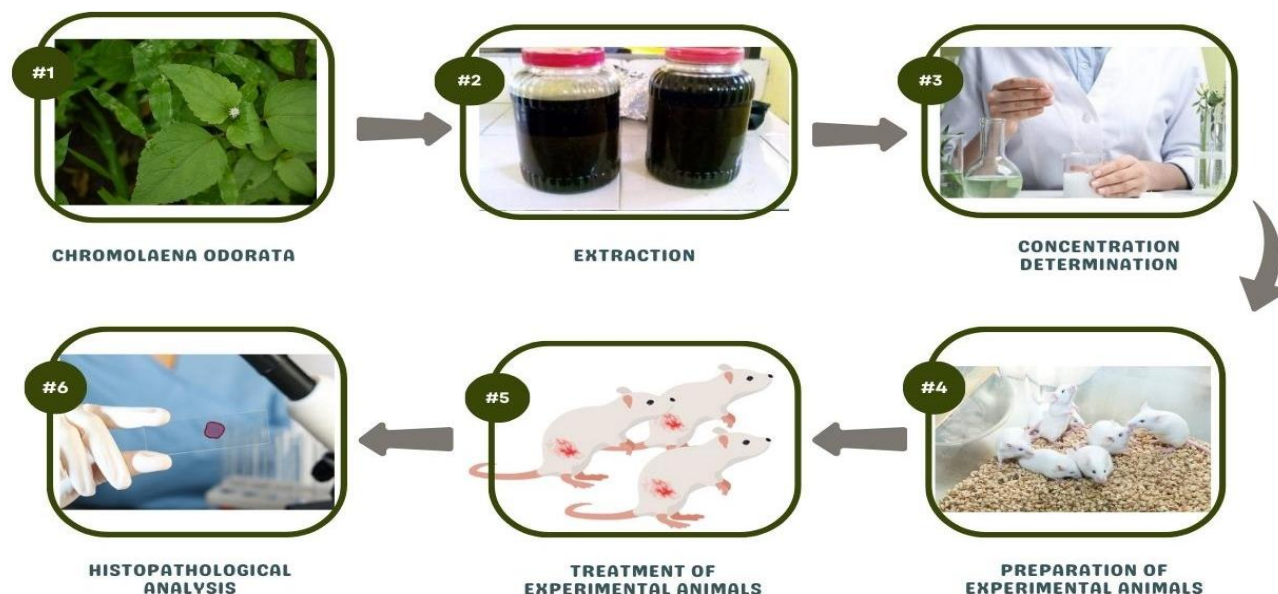 #1
CHROMOLAENA ODORATA
#2
EXTRACTION
#3
CONCENTRATION
DETERMINATION
#4
PREPARATION OF
EXPERIMENTAL ANIMALS
#5
TREATMENT OF
EXPERIMENTAL ANIMALS
#6
HISTOPATHOLOGICAL
ANALYSIS